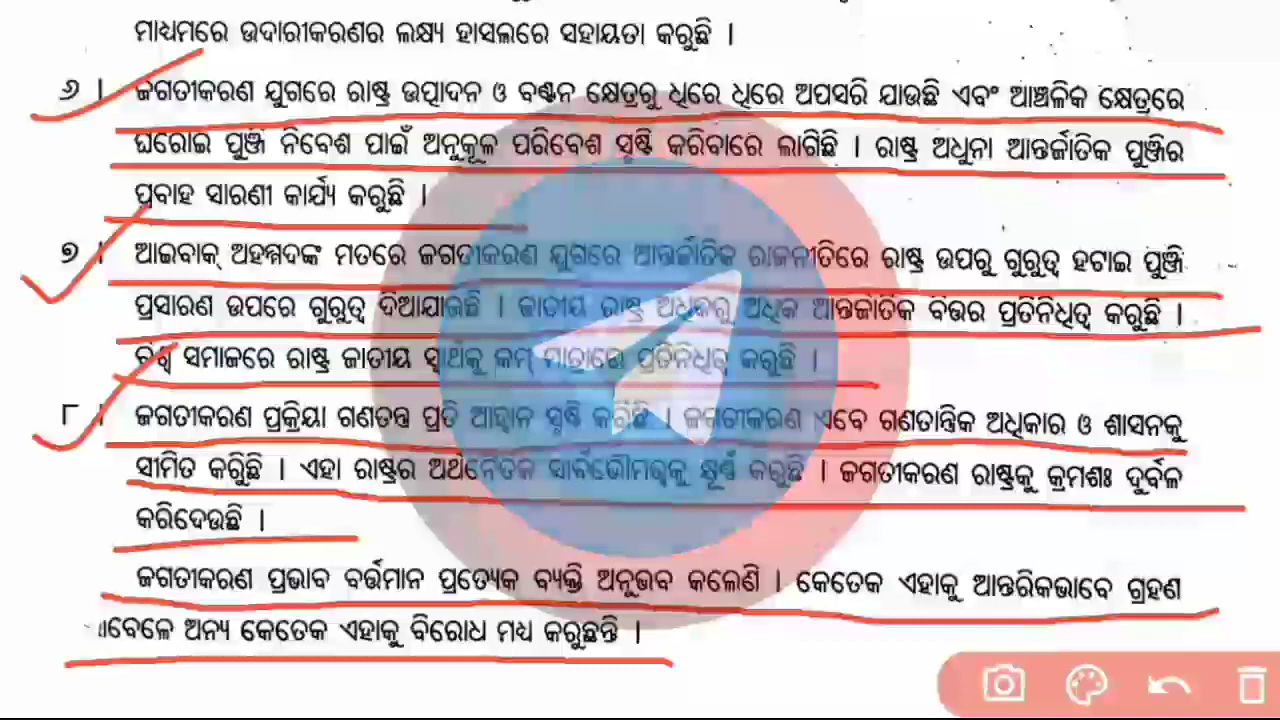 ମାଧ୍ୟମରେ ଉଦାରୀକରଣର ଲକ୍ଷ୍ୟ ହାସଲରେ ସହାୟତା କରୁଛି ।
୬ । ଜଗତୀକରଣ ଯୁଗରେ ରାଷ୍ଟ୍ର ଉତ୍ପାଦନ ଓ ବଣ୍ଟନ କ୍ଷେତ୍ରରୁ ଧିରେ ଧିରେ ଅପସରି ଯାଉଛି ଏବଂ ଆଞ୍ଚଳିକ କ୍ଷେତ୍ରରେ
ଘରୋଇ ପୁଞ୍ଜି ନିବେଶ ପାଇଁ ଅନୁକୂଳ ପରିବେଶ ସୃଷ୍ଟି କରିବାରେ ଲାଗିଛି । ରାଷ୍ଟ୍ର ଅଧୁନା ଆନ୍ତର୍ଜାତିକ ପୁଞ୍ଜିର
ପ୍ରବାହ ସାରଣୀ କାର୍ଯ୍ୟ କରୁଛି ।
୭ । ଆଇବାକ୍ ଅହମ୍ମଦଙ୍କ ମତରେ ଜଗତୀକରଣ ଯୁଗରେ ଆନ୍ତର୍ଜାତିକ ରାଜନୀତିରେ ରାଷ୍ଟ୍ର ଉପରୁ ଗୁରୁତ୍ୱ ହଟାଇ ପୁଞ୍ଜି
ପ୍ରସାରଣ ଉପରେ ଗୁରୁତ୍ୱ ଦିଆଯାଉଛି । ଜାତୀୟ ରାଷ୍ଟ୍ର ଅଧିକରୁ ଅଧିକ ଆନ୍ତର୍ଜାତିକ ବିତ୍ତର ପ୍ରତିନିଧିତ୍ୱ କରୁଛି ।
ବିଶ୍ୱ ସମାଜରେ ରାଷ୍ଟ୍ର ଜାତୀୟ ସ୍ୱାର୍ଥକୁ କମ୍ ମାତ୍ରାରେ ପ୍ରତିନିଧିତ୍ୱ କରୁଛି ।
୮ । ଜଗତୀକରଣ ପ୍ରକ୍ରିୟା ଗଣତନ୍ତ୍ର ପ୍ରତି ଆହ୍ୱାନ ସୃଷ୍ଟି କରିଛି । ଜଗତୀକରଣ ଏବେ ଗଣତାନ୍ତ୍ରିକ ଅଧିକାର ଓ ଶାସନକୁ
ସୀମିତ କରିୁଛି । ଏହା ରାଷ୍ଟ୍ରର ଅର୍ଥନୈତିକ ସାର୍ବଭୌମତ୍ୱକୁ କ୍ଷୂର୍ଣ୍ଣ କରୁଛି । ଜଗତୀକରଣ ରାଷ୍ଟ୍ରକୁ କ୍ରମଶଃ ଦୁର୍ବଳ
କରିଦେଉଛି ।
ଜଗତୀକରଣ ପ୍ରଭାବ ବର୍ତ୍ତମାନ ପ୍ରତ୍ୟେକ ବ୍ୟକ୍ତି ଅନୁଭବ କଲେଣି । କେତେକ ଏହାକୁ ଆନ୍ତରିକଭାବେ ଗ୍ରହଣ
ଅନ୍ୟ କେତେକ ଏହାକୁ ବିରୋଧ ମଧ୍ୟ କରୁଛନ୍ତି ।